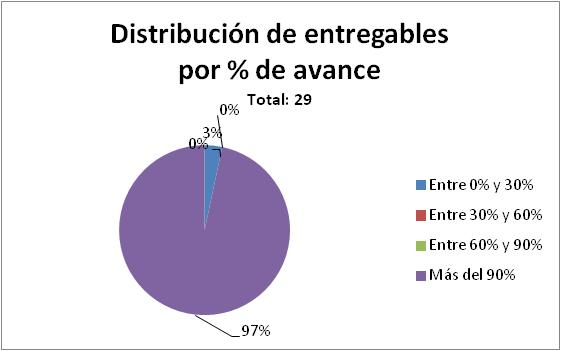 Distribución de entregables
por % de avance
Total: 29
0%
3%
0%
Entre 0% y 30%
Entre 30% y 60%
Entre 60% y 90%
Más del 90%
97%